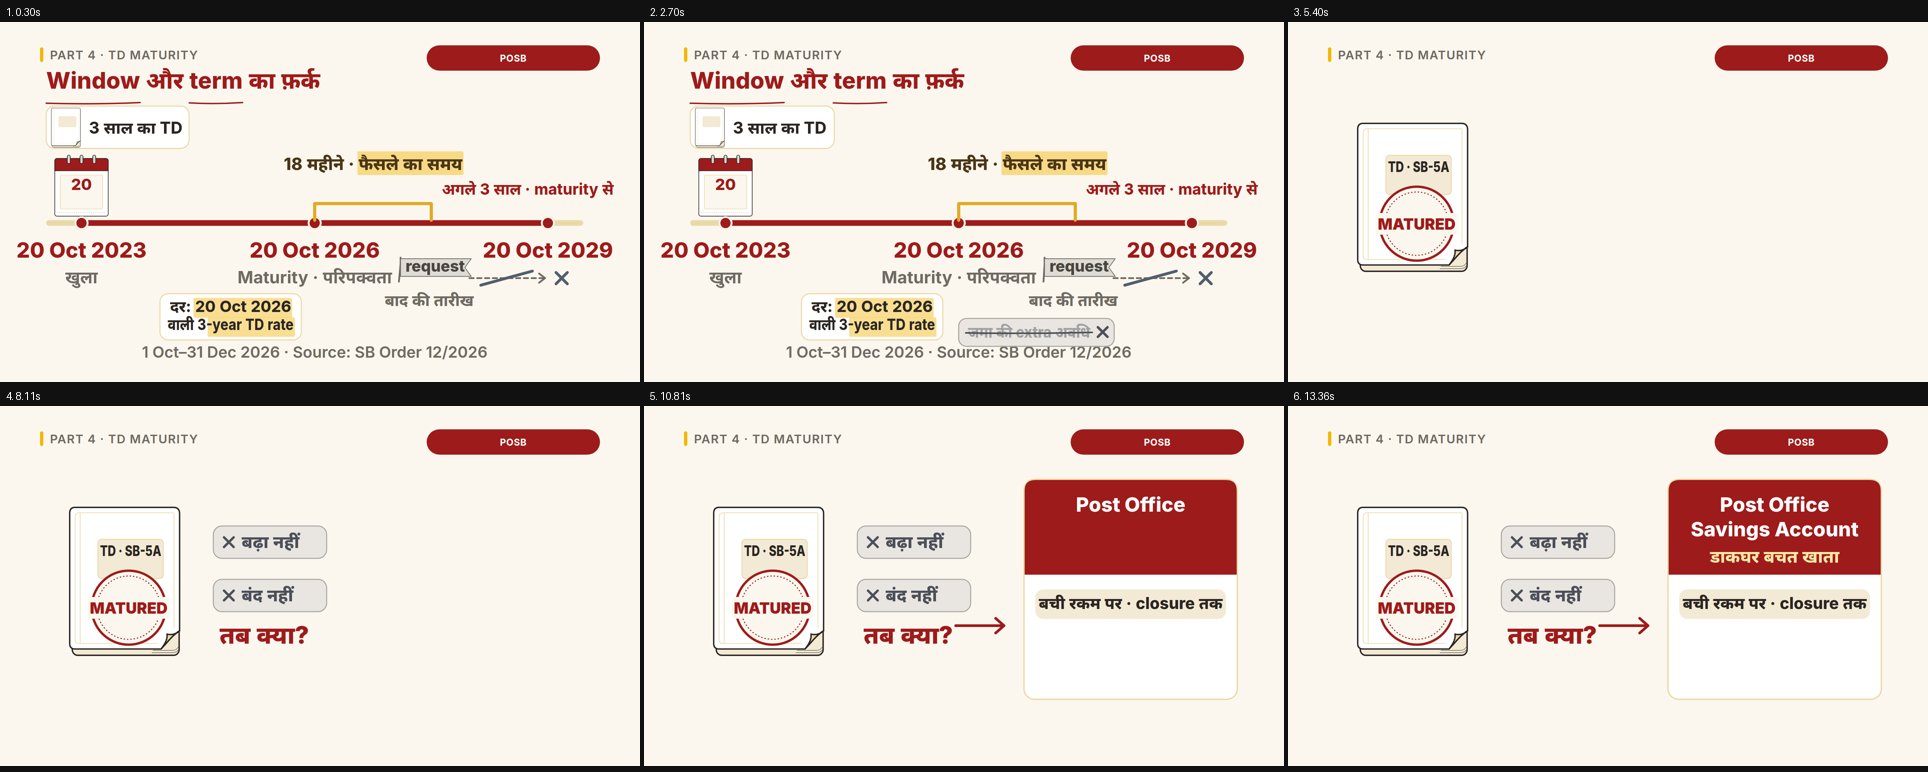 1. 0.30s
PART 4 · TD MATURITY
POSB
Window और term का फ़र्क
3 साल का TD
20
18 महीने · फैसले का समय
अगले 3 साल · maturity से
20 Oct 2023
20 Oct 2026
20 Oct 2029
खुला
Maturity · परिपक्वता
request
बाद की तारीख
दर: 20 Oct 2026
वाली 3-year TD rate
1 Oct–31 Dec 2026 · Source: SB Order 12/2026
2. 2.70s
PART 4 · TD MATURITY
POSB
Window और term का फ़र्क
3 साल का TD
20
18 महीने · फैसले का समय
अगले 3 साल · maturity से
20 Oct 2023
20 Oct 2026
20 Oct 2029
खुला
Maturity · परिपक्वता
request
बाद की तारीख
दर: 20 Oct 2026
वाली 3-year TD rate
जमा की extra अवधि
1 Oct–31 Dec 2026 · Source: SB Order 12/2026
3. 5.40s
PART 4 · TD MATURITY
POSB
TD · SB-5A
MATURED
4. 8.11s
PART 4 · TD MATURITY
POSB
TD · SB-5A
MATURED
बढ़ा नहीं
बंद नहीं
तब क्या?
5. 10.81s
PART 4 · TD MATURITY
POSB
TD · SB-5A
MATURED
बढ़ा नहीं
बंद नहीं
तब क्या?
Post Office
बची रकम पर · closure तक
6. 13.36s
PART 4 · TD MATURITY
POSB
TD · SB-5A
MATURED
बढ़ा नहीं
बंद नहीं
तब क्या?
Post Office
Savings Account
डाकघर बचत खाता
बची रकम पर · closure तक